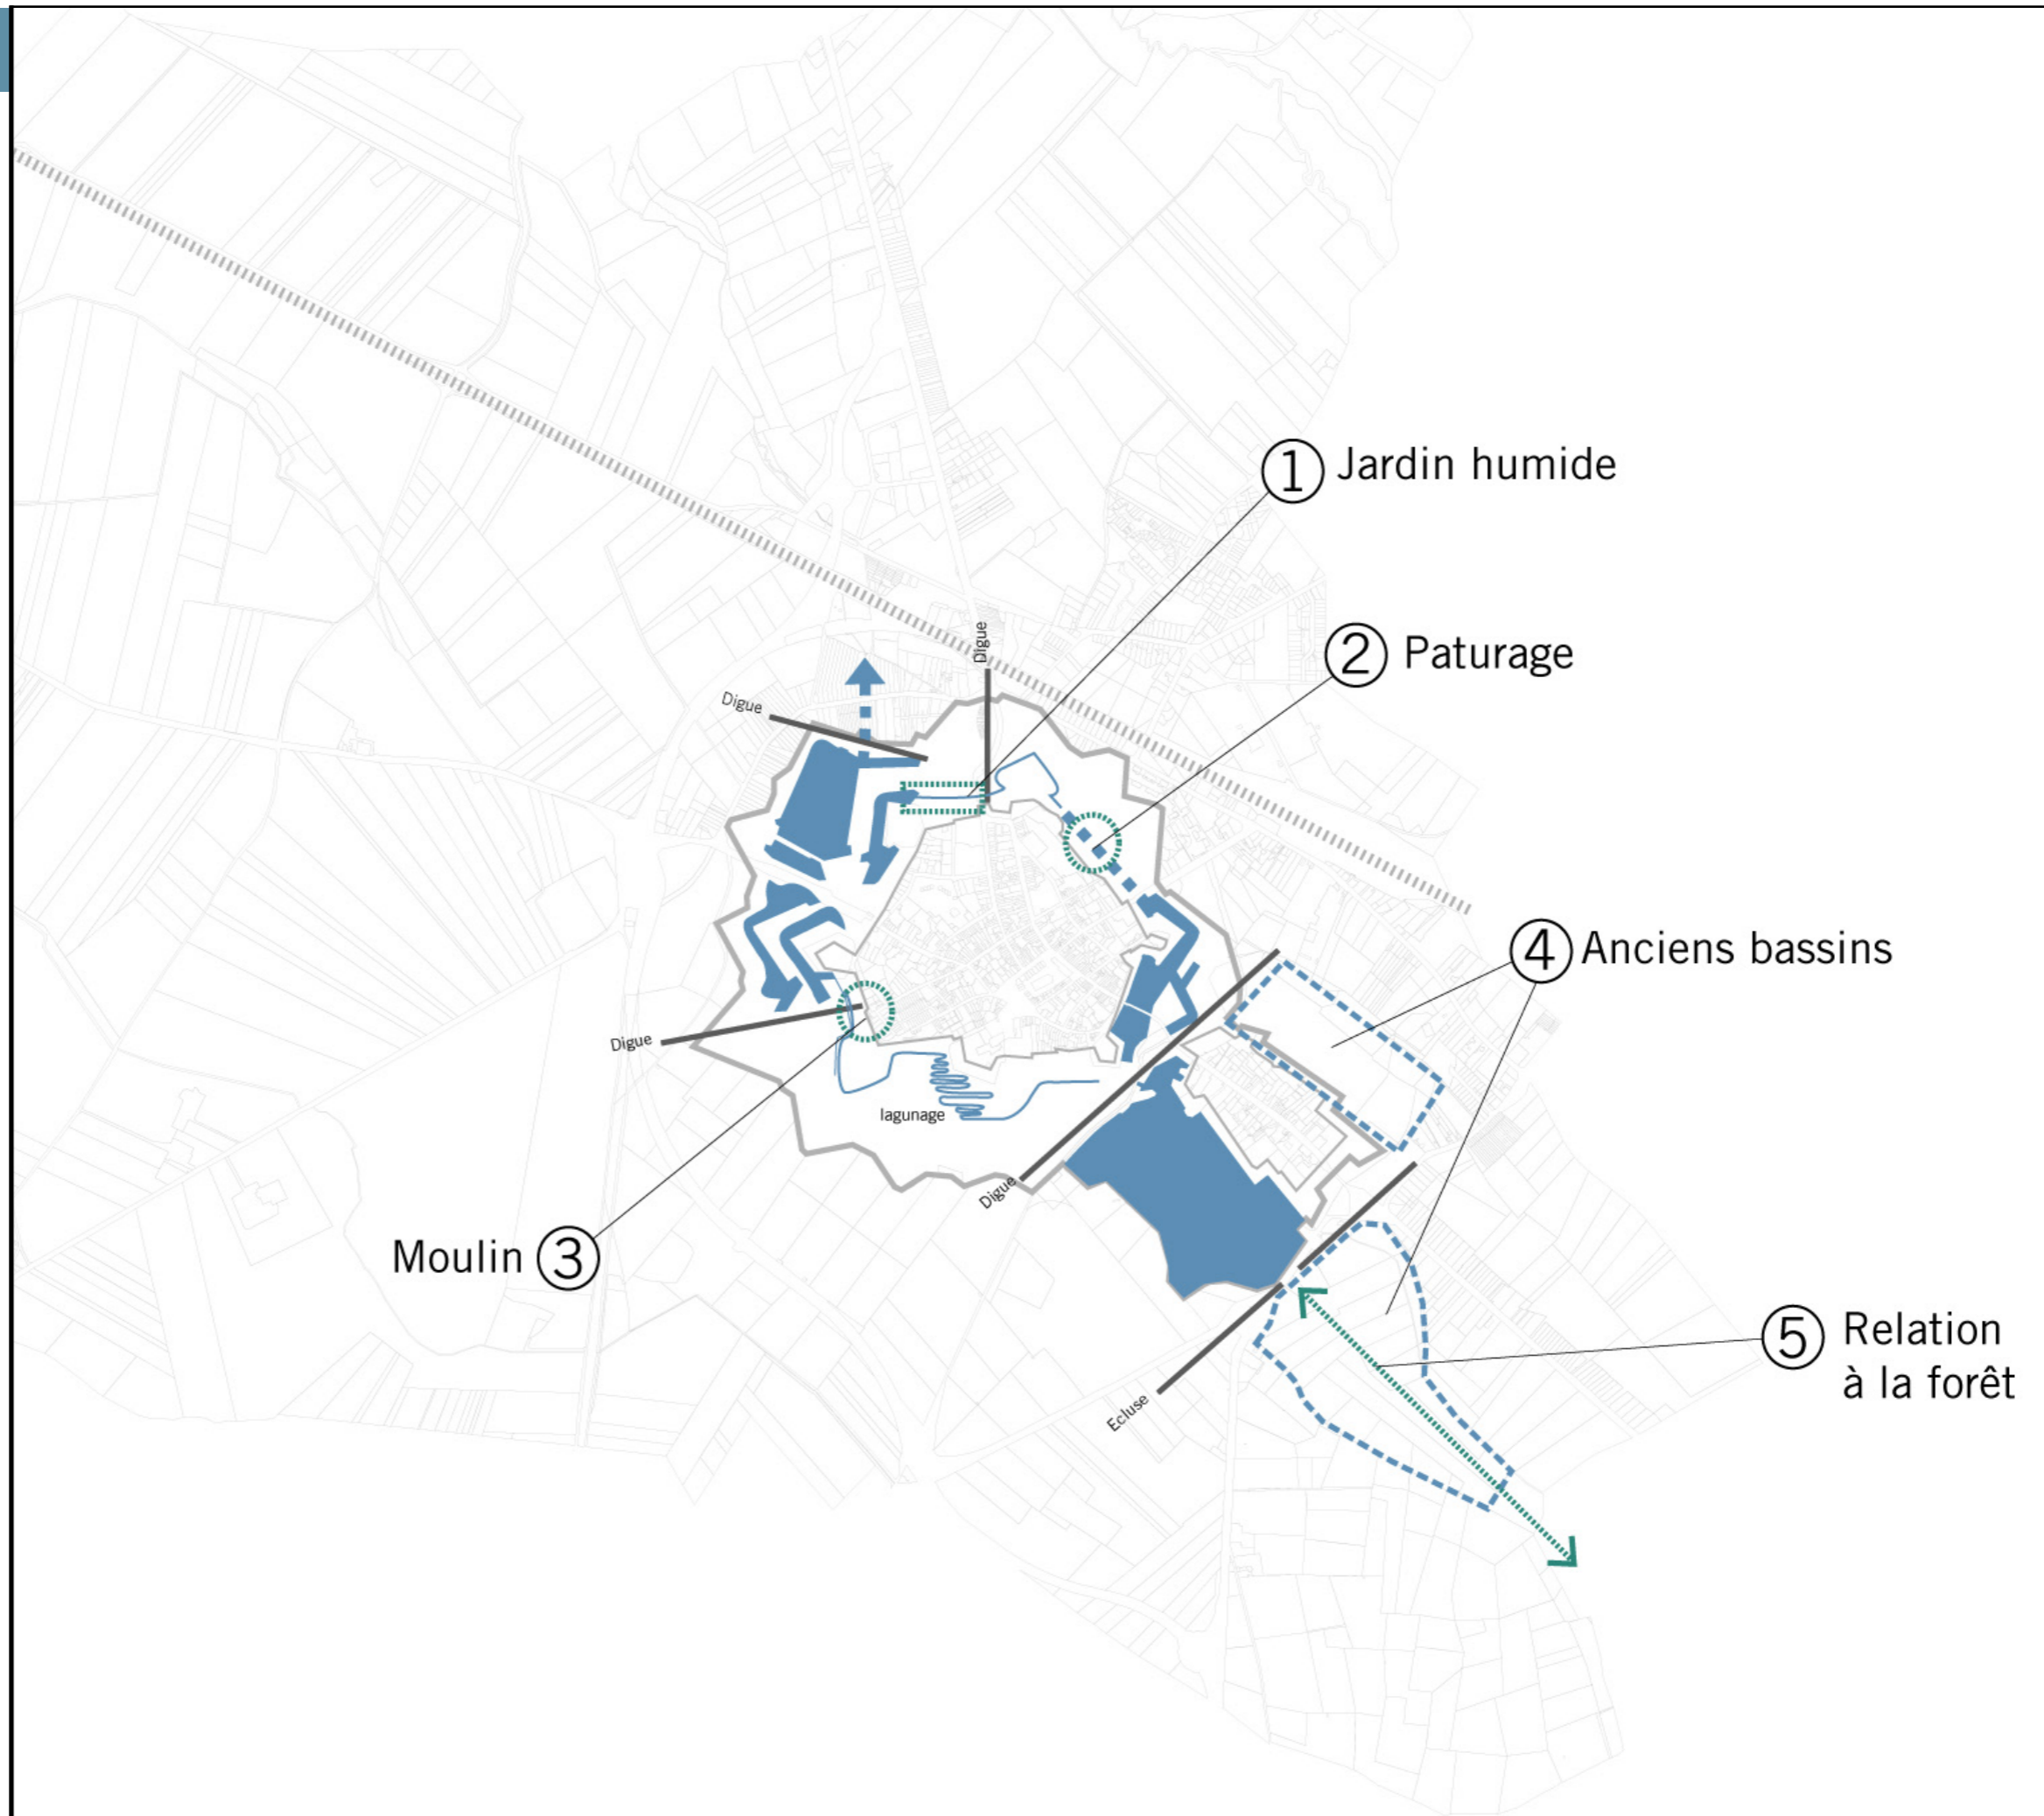 1 Jardin humide
2 Paturage
Digue
Digue
4 Anciens bassins
Digue
lagunage
Digue
Moulin 3
5 Relation
à la forêt
Ecluse